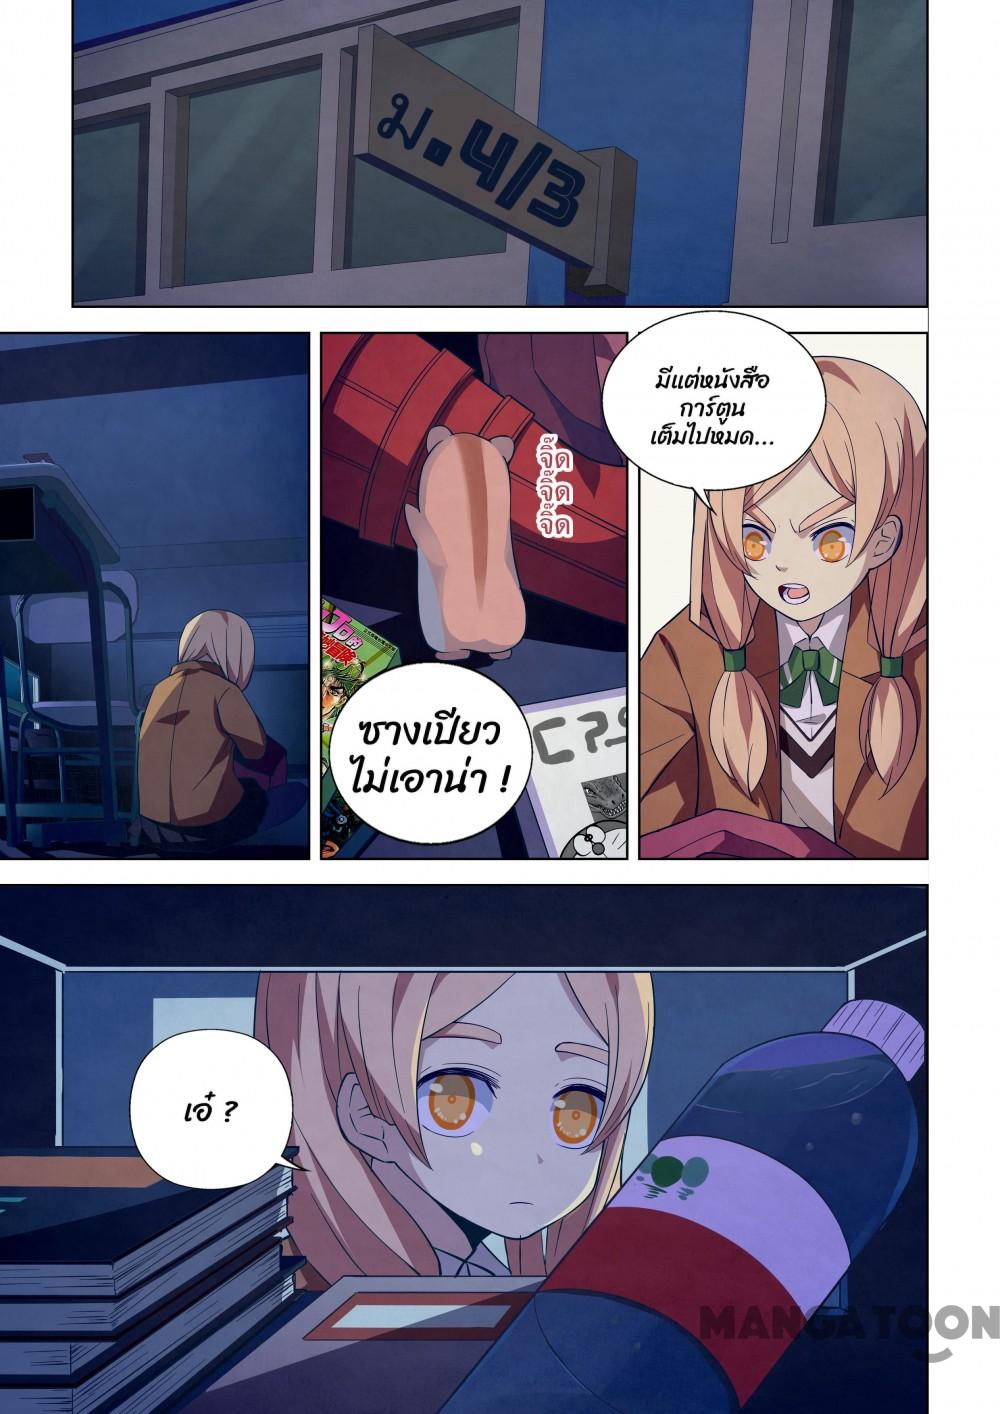 ม.4/3
มีแต่หนังสือ
การ์ตูน
เต็มไปหมด...
จี๊ด
จี๊ด
จี๊ด
ซางเปียว
ไม่เอาน่า !
เอ๋ ?
MANGATOON